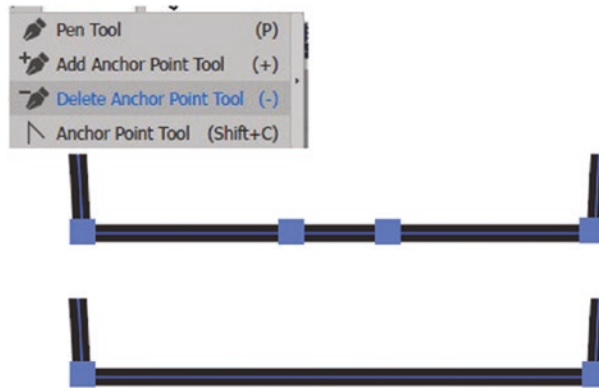 Pen Tool (P)
Add Anchor Point Tool (+)
Delete Anchor Point Tool (-)
Anchor Point Tool (Shift+C)